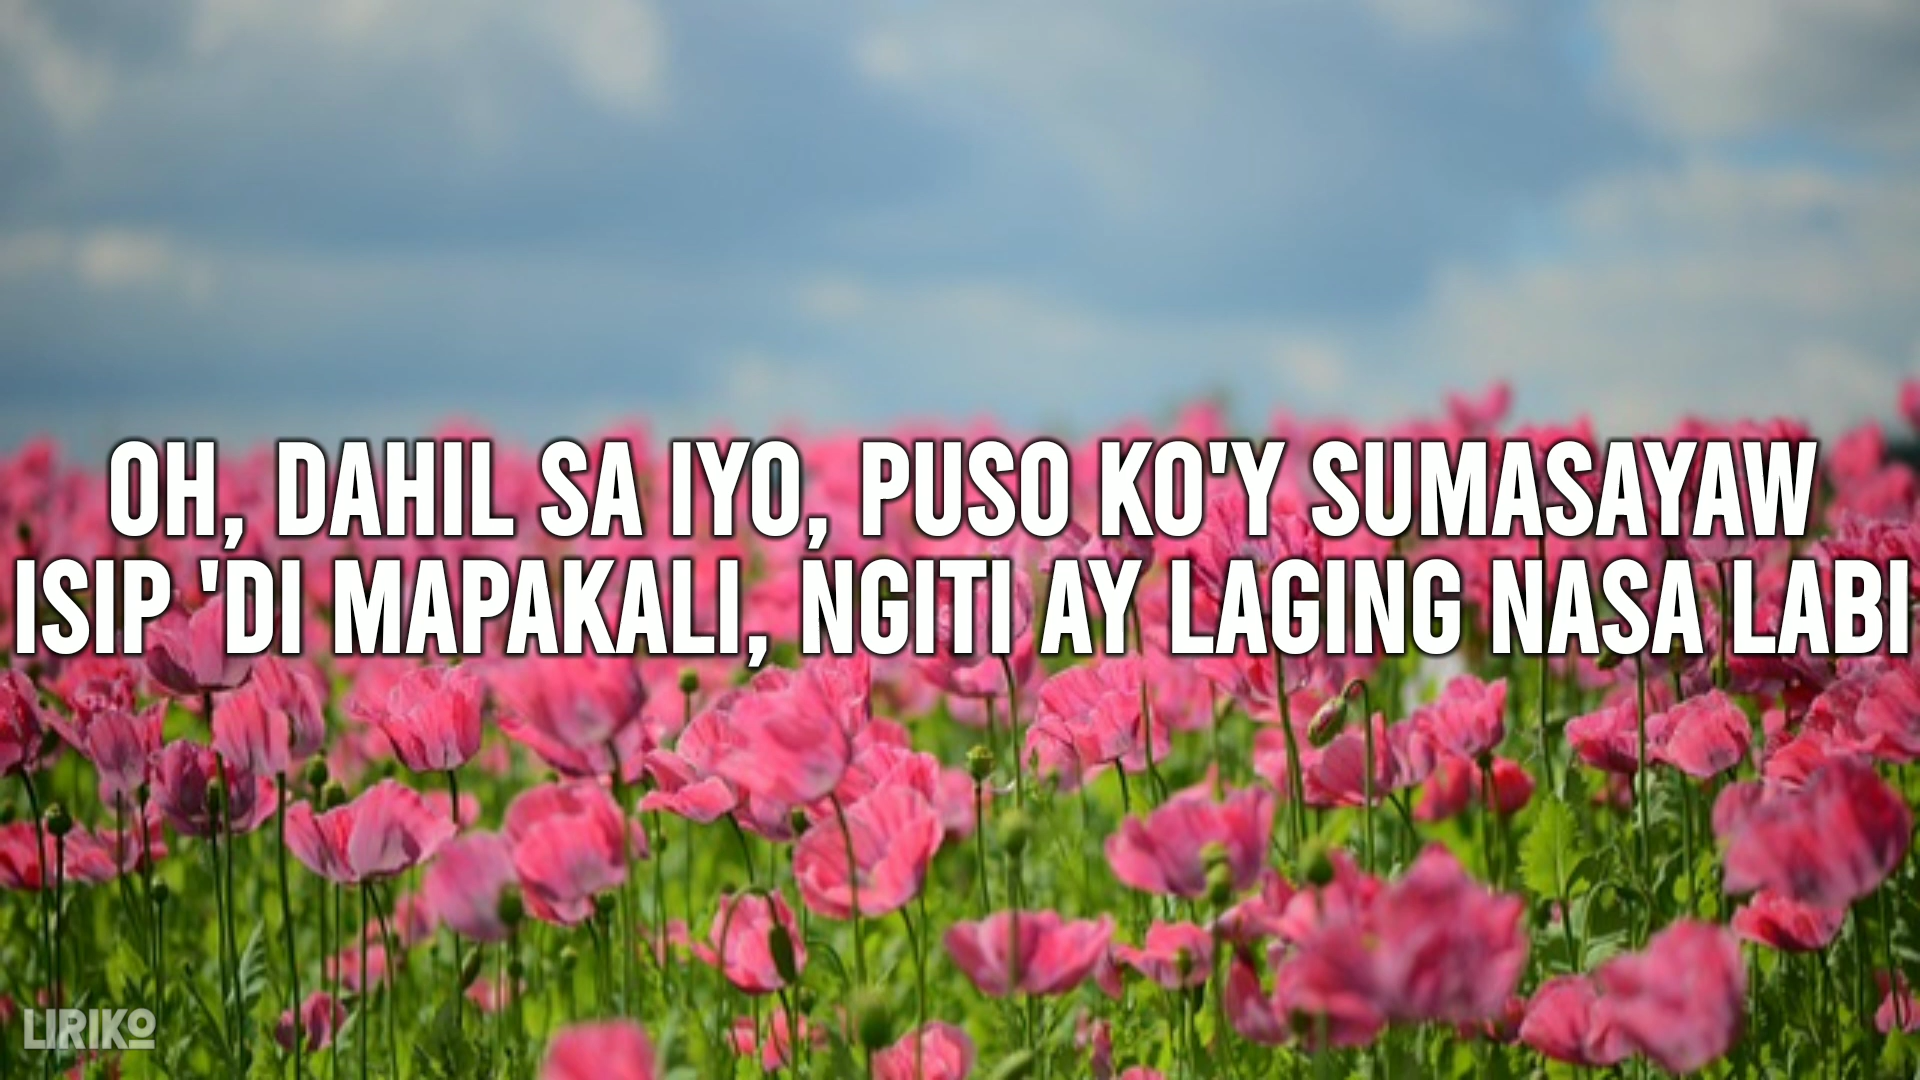 OH, DAHIL SA IYO, PUSO KO'Y SUMASAYAW
ISIP 'DI MAPAKALI, NGITI AY LAGING NASA LABI
LIRIKO